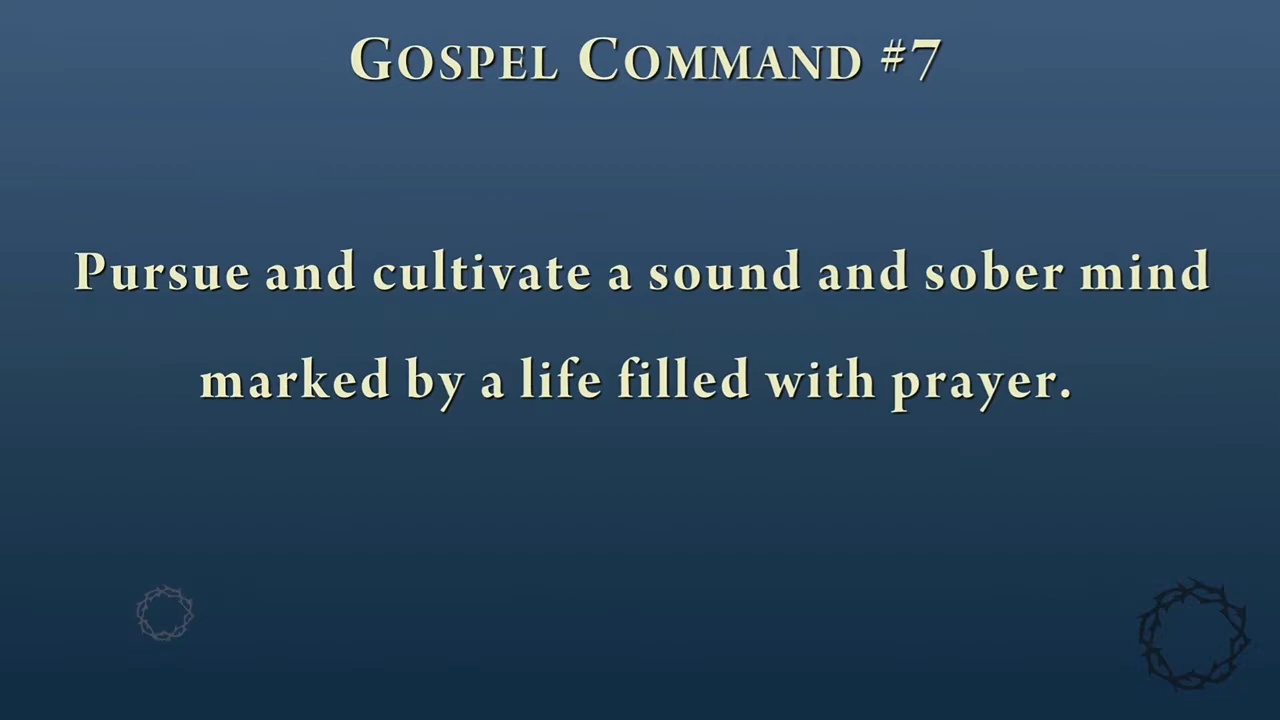 Gospel Command #7
Pursue and cultivate a sound and sober mind
marked by a life filled with prayer.